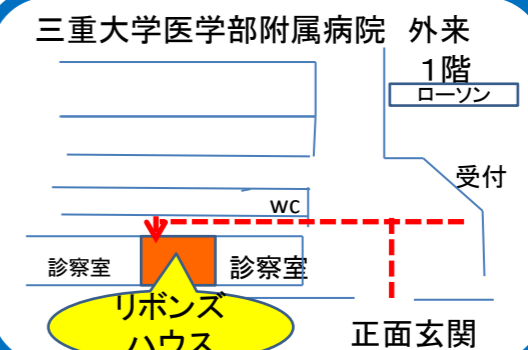 三重大学医学部附属病院 外来
1階
ローソン
受付
wc
診察室
診察室
リボンズ
ハウス
正面玄関